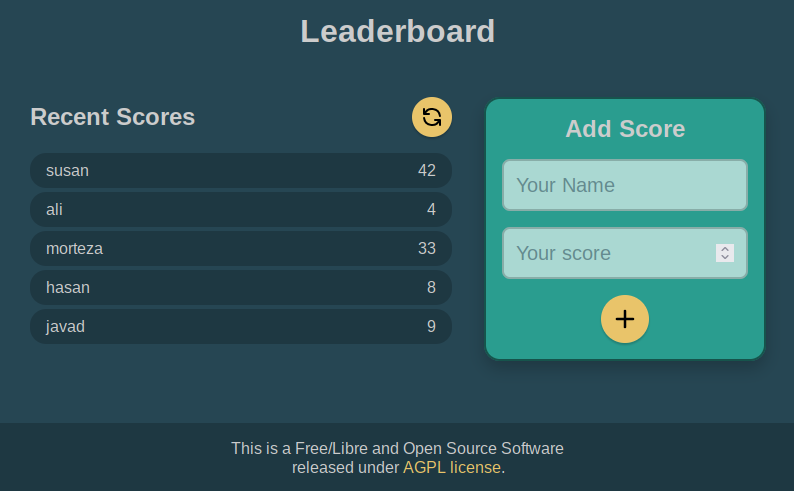 Leaderboard
Recent Scores
susan 42
ali 4
morteza 33
hasan 8
javad 9
Add Score
Your Name
Your score
This is a Free/Libre and Open Source Software
released under AGPL license.